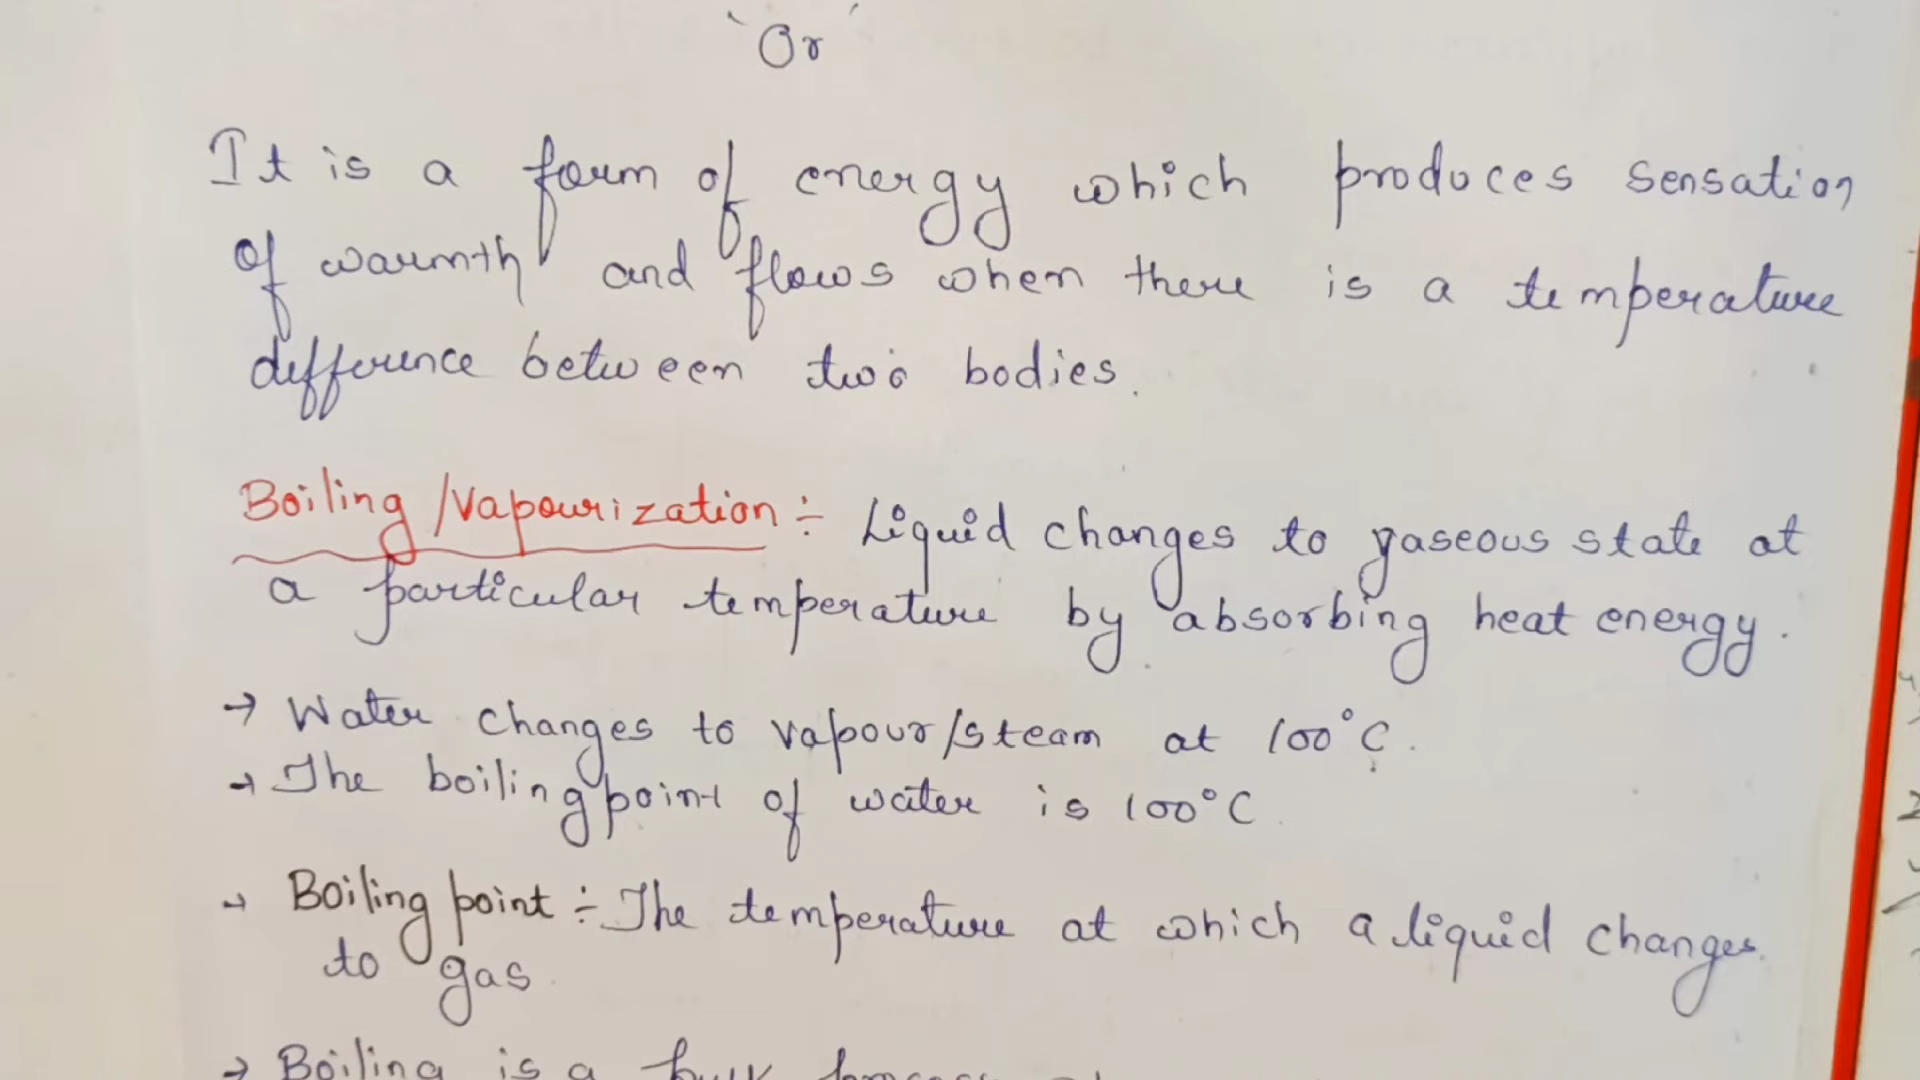 'Or'
It is a form of energy which produces sensation
of warmth and flows when there is a temperature
difference between two bodies.
Boiling /Vapourization ÷ Liquid changes to gaseous state at
a particular temperature by absorbing heat energy.
→ Water changes to vapour/steam at 100°C.
→ The boiling point of water is 100°C
→ Boiling point ÷ The temperature at which a liquid changes
to gas.
→ Boiling is a bulk